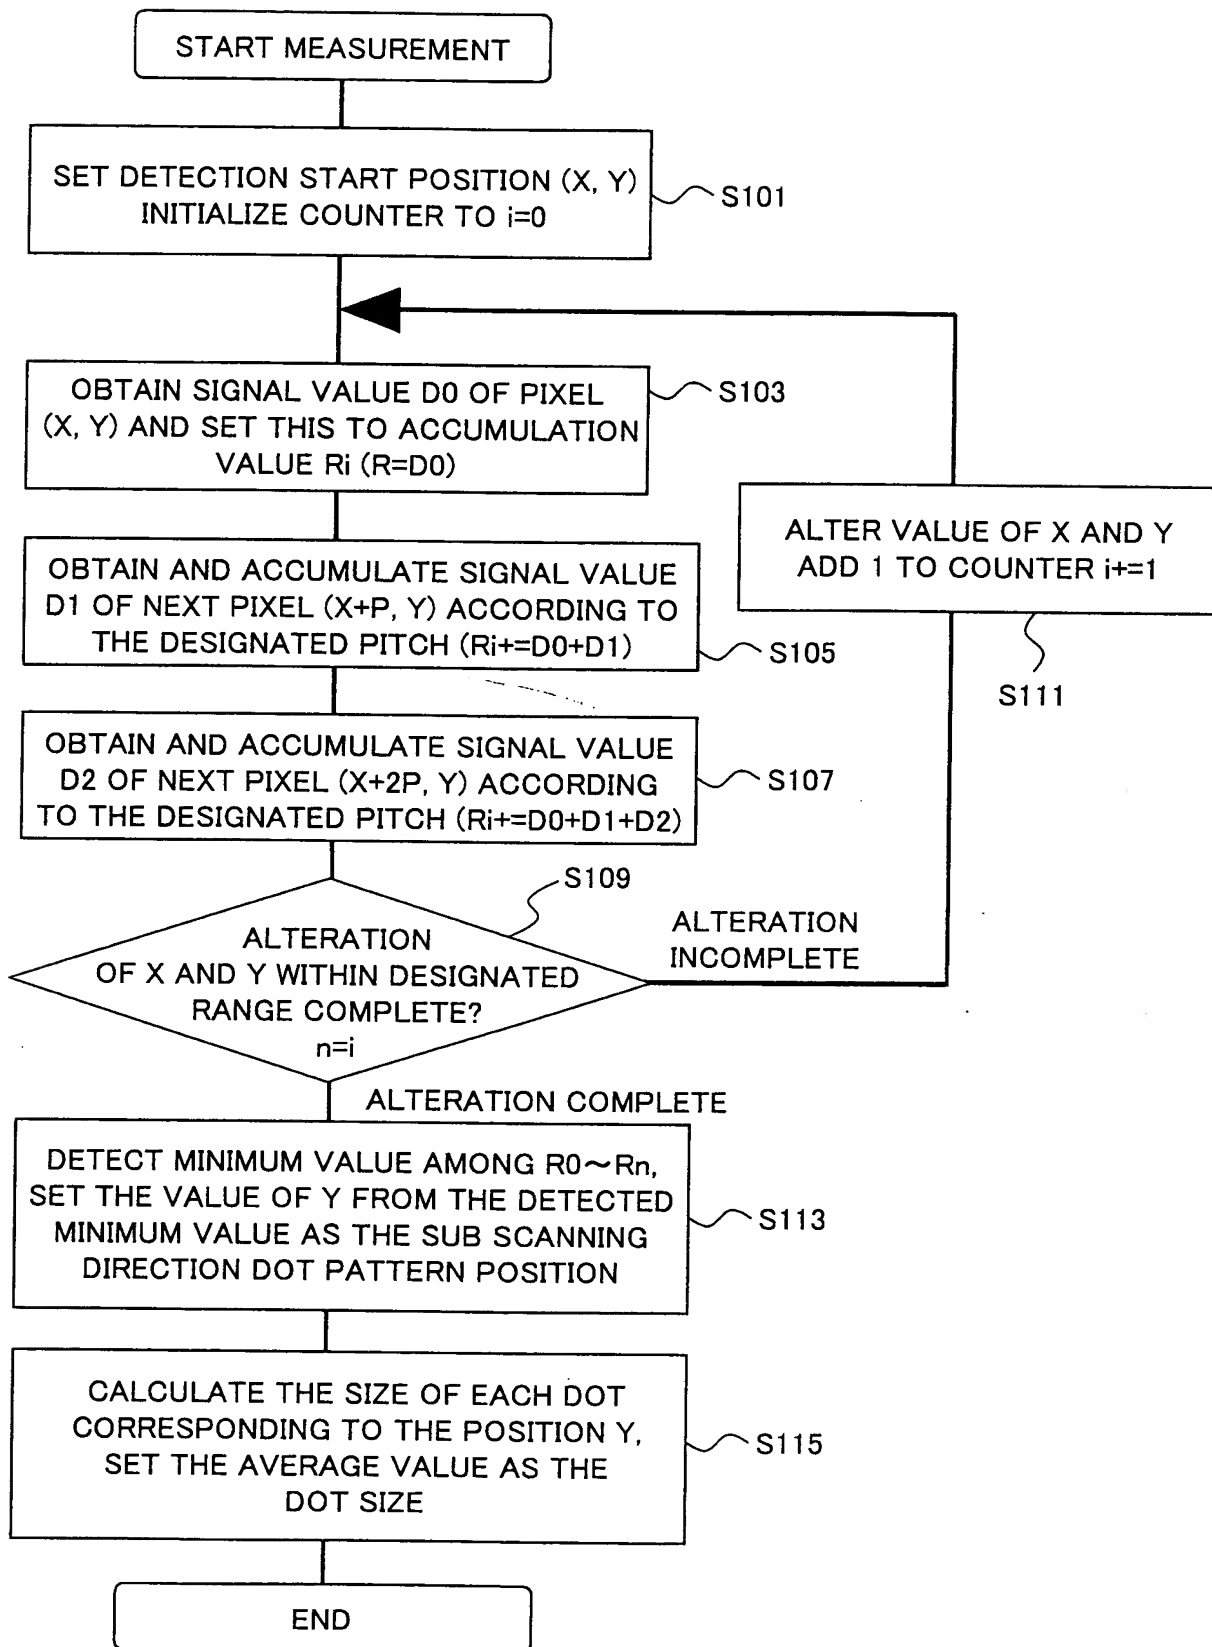 START MEASUREMENT
SET DETECTION START POSITION (X, Y)
INITIALIZE COUNTER TO i=0
S101
OBTAIN SIGNAL VALUE D0 OF PIXEL
(X, Y) AND SET THIS TO ACCUMULATION
VALUE Ri (R=D0)
S103
ALTER VALUE OF X AND Y
ADD 1 TO COUNTER i+=1
S111
OBTAIN AND ACCUMULATE SIGNAL VALUE
D1 OF NEXT PIXEL (X+P, Y) ACCORDING TO
THE DESIGNATED PITCH (Ri+=D0+D1)
S105
OBTAIN AND ACCUMULATE SIGNAL VALUE
D2 OF NEXT PIXEL (X+2P, Y) ACCORDING
TO THE DESIGNATED PITCH (Ri+=D0+D1+D2)
S107
S109
ALTERATION
OF X AND Y WITHIN DESIGNATED
RANGE COMPLETE?
n=i
ALTERATION
INCOMPLETE
ALTERATION COMPLETE
DETECT MINIMUM VALUE AMONG R0~Rn,
SET THE VALUE OF Y FROM THE DETECTED
MINIMUM VALUE AS THE SUB SCANNING
DIRECTION DOT PATTERN POSITION
S113
CALCULATE THE SIZE OF EACH DOT
CORRESPONDING TO THE POSITION Y,
SET THE AVERAGE VALUE AS THE
DOT SIZE
S115
END